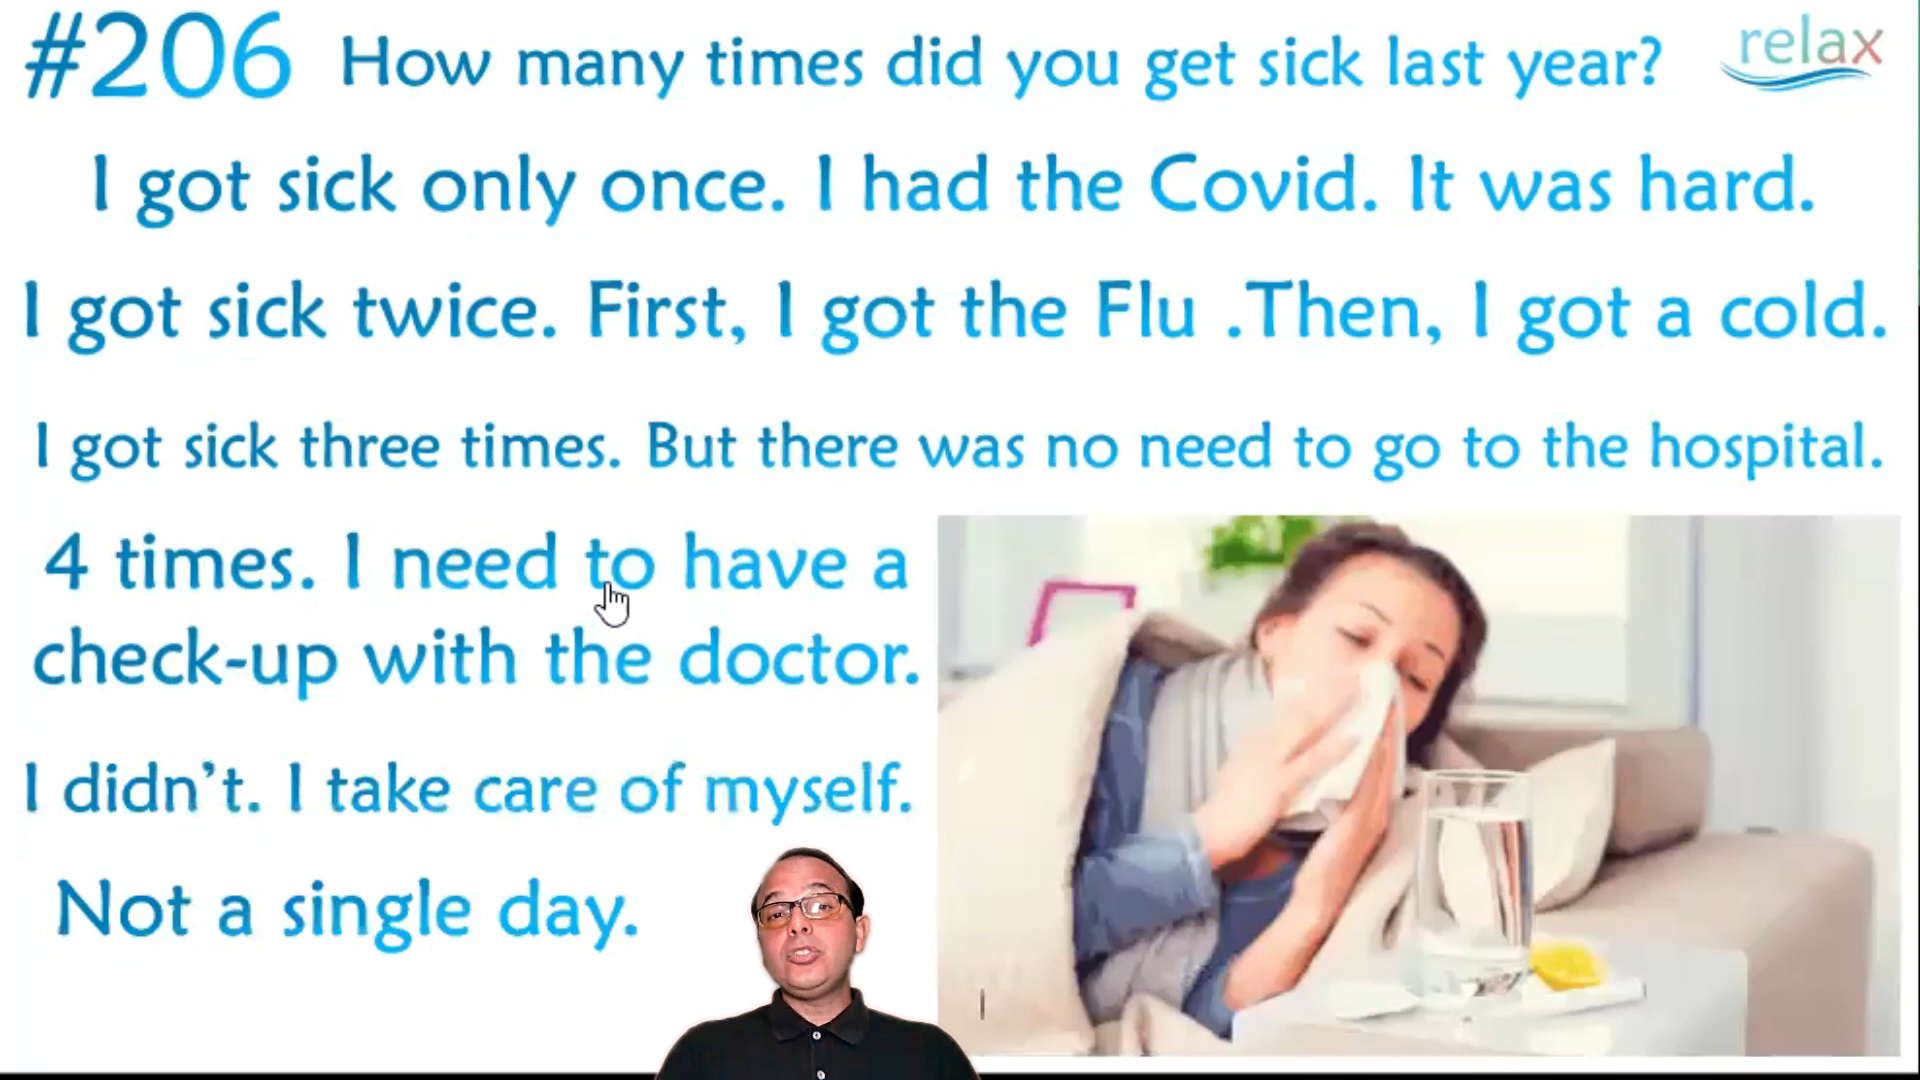 #206 How many times did you get sick last year?
relax
I got sick only once. I had the Covid. It was hard.
I got sick twice. First, I got the Flu .Then, I got a cold.
I got sick three times. But there was no need to go to the hospital.
4 times. I need to have a
check-up with the doctor.
I didn’t. I take care of myself.
Not a single day.